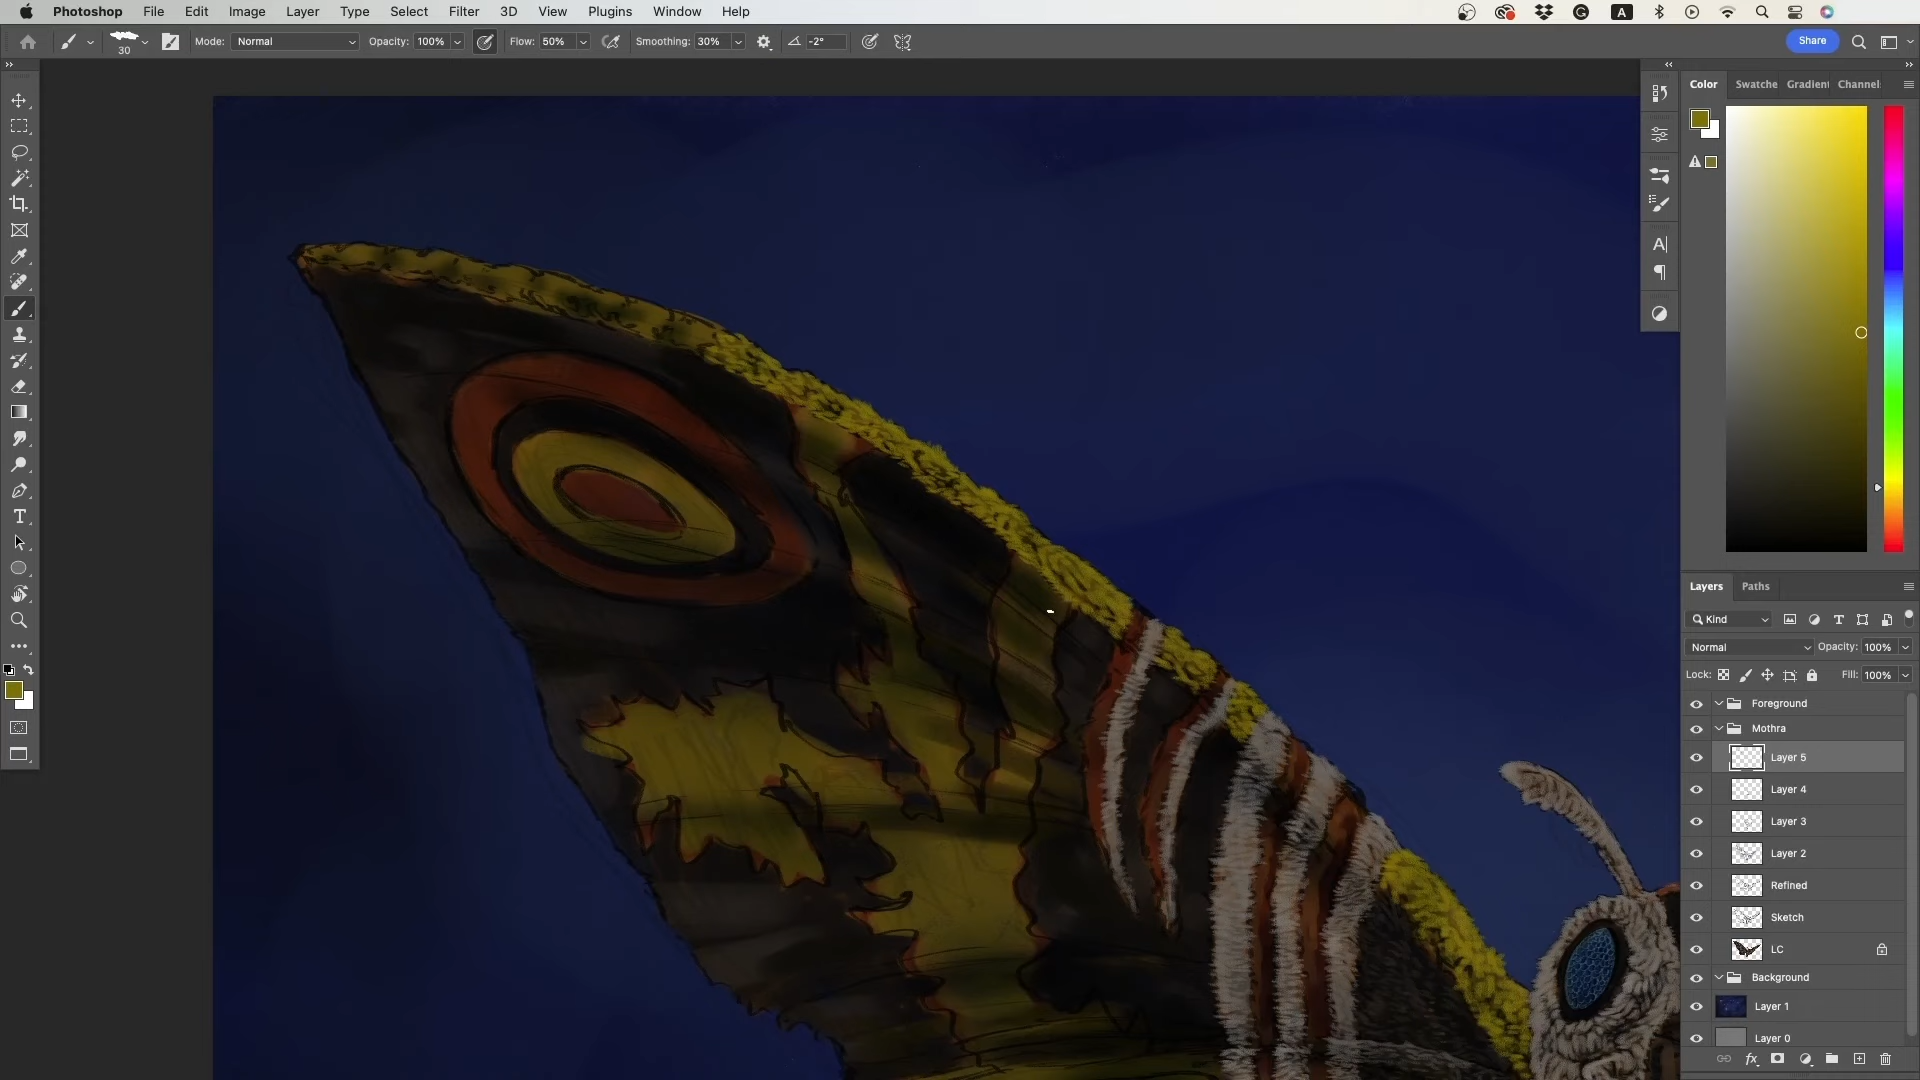 Photoshop File Edit Image Layer Type Select Filter 3D View Plugins Window Help
A
30 Mode: Normal Opacity: 100% Flow: 50% Smoothing: 30% -2° Share
Color Swatche Gradient Channel
A
Layers Paths
Kind
Normal Opacity: 100%
Lock: Fill: 100%
Foreground
Mothra
Layer 5
Layer 4
Layer 3
Layer 2
Refined
Sketch
LC
Background
Layer 1
Layer 0
fx